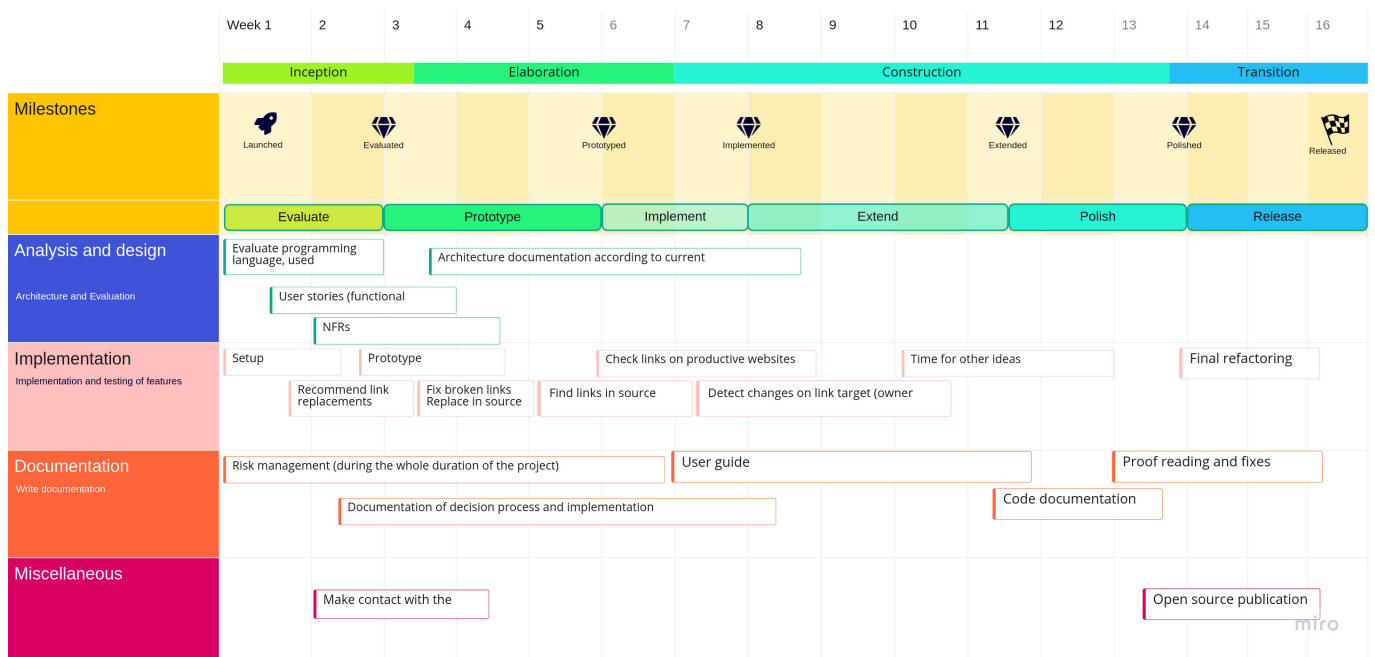 Week 1 2 3 4 5 6 7 8 9 10 11 12 13 14 15 16
Inception Elaboration Construction Transition
Milestones
Launched Evaluated Prototyped Implemented Extended Polished Released
Evaluate Prototype Implement Extend Polish Release
Analysis and design
Architecture and Evaluation
Evaluate programming
language, used
Architecture documentation according to current
User stories (functional
NFRs
Implementation
Implementation and testing of features
Setup
Prototype
Check links on productive websites
Time for other ideas
Final refactoring
Recommend link
replacements
Fix broken links
Replace in source
Find links in source
Detect changes on link target (owner
Documentation
Write documentation
Risk management (during the whole duration of the project)
User guide
Proof reading and fixes
Code documentation
Documentation of decision process and implementation
Miscellaneous
Make contact with the
Open source publication
miro